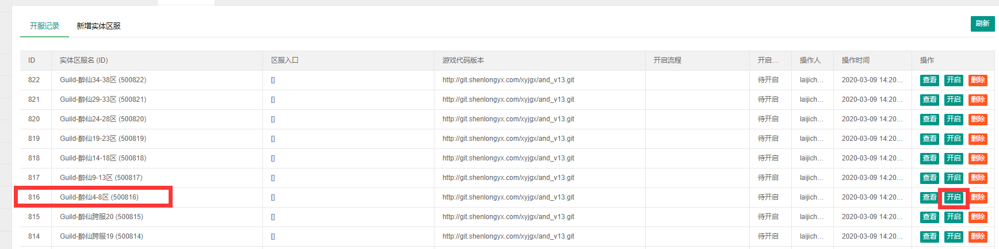 开服记录 新增实体区服 刷新
ID 实体区服名 (ID) 区服入口 游戏代码版本 开启流程 开启... 操作人 操作时间 操作
822 Guild-醉仙34-38区 (500822) [] http://git.shenlongyx.com/xyjgx/and_v13.git 待开启 laijich... 2020-03-09 14:20... 查看 开启 删除
821 Guild-醉仙29-33区 (500821) [] http://git.shenlongyx.com/xyjgx/and_v13.git 待开启 laijich... 2020-03-09 14:20... 查看 开启 删除
820 Guild-醉仙24-28区 (500820) [] http://git.shenlongyx.com/xyjgx/and_v13.git 待开启 laijich... 2020-03-09 14:20... 查看 开启 删除
819 Guild-醉仙19-23区 (500819) [] http://git.shenlongyx.com/xyjgx/and_v13.git 待开启 laijich... 2020-03-09 14:20... 查看 开启 删除
818 Guild-醉仙14-18区 (500818) [] http://git.shenlongyx.com/xyjgx/and_v13.git 待开启 laijich... 2020-03-09 14:20... 查看 开启 删除
817 Guild-醉仙9-13区 (500817) [] http://git.shenlongyx.com/xyjgx/and_v13.git 待开启 laijich... 2020-03-09 14:20... 查看 开启 删除
816 Guild-醉仙4-8区 (500816) [] http://git.shenlongyx.com/xyjgx/and_v13.git 待开启 laijich... 2020-03-09 14:20... 查看 开启 删除
815 Guild-醉仙跨服20 (500815) [] http://git.shenlongyx.com/xyjgx/and_v13.git 待开启 laijich... 2020-03-09 14:20... 查看 开启 删除
814 Guild-醉仙跨服19 (500814) [] http://git.shenlongyx.com/xyjgx/and_v13.git 待开启 laijich... 2020-03-09 14:20... 查看 开启 删除